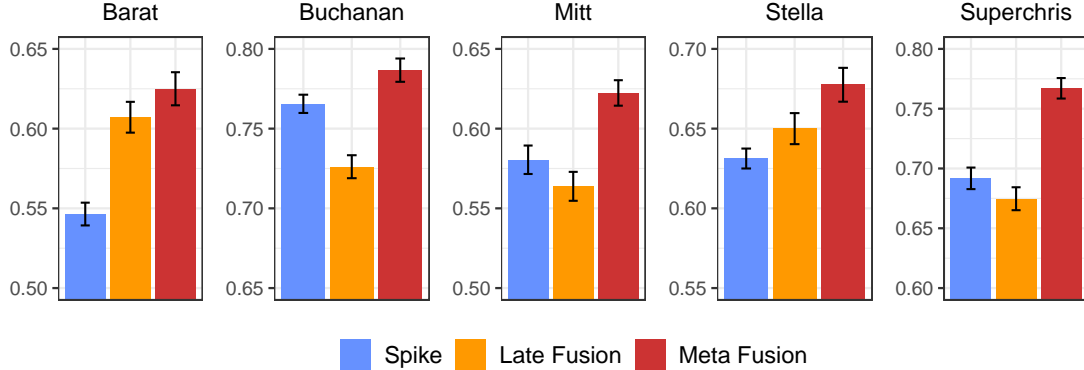 Barat Buchanan Mitt Stella Superchris
0.65 0.80 0.65 0.70 0.80
0.60 0.75 0.60 0.65 0.75
0.70
0.55 0.70 0.55 0.60 0.65
0.50 0.65 0.50 0.55 0.60
Spike Late Fusion Meta Fusion